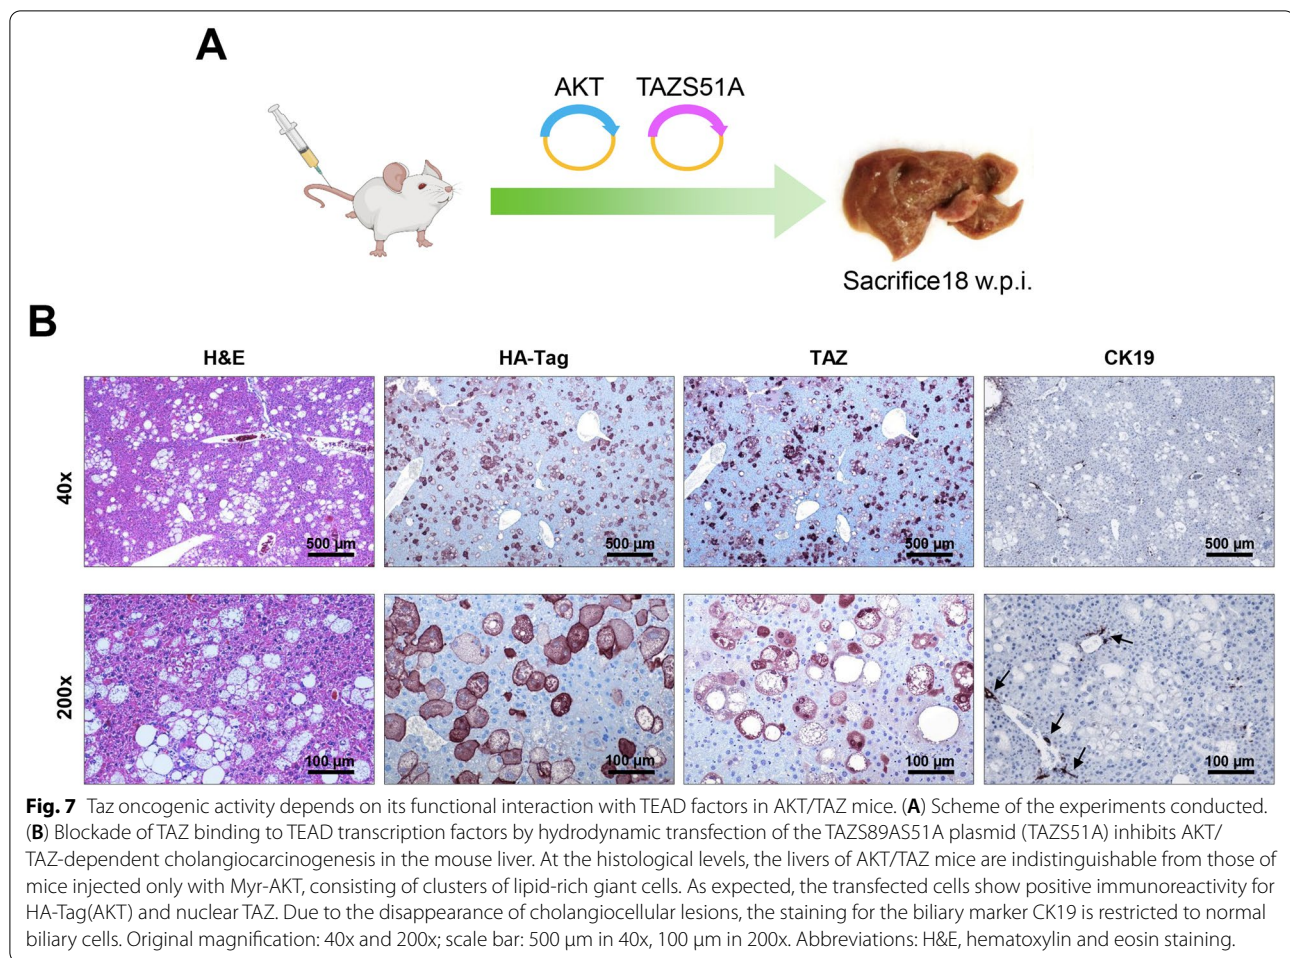 A
AKT TAZS51A
Sacrifice18 w.p.i.
B
H&E HA-Tag TAZ CK19
40x
500 µm 500 µm 500 µm 500 µm
200x
100 µm 100 µm 100 µm 100 µm
Fig. 7 Taz oncogenic activity depends on its functional interaction with TEAD factors in AKT/TAZ mice. (A) Scheme of the experiments conducted.
(B) Blockade of TAZ binding to TEAD transcription factors by hydrodynamic transfection of the TAZS89AS51A plasmid (TAZS51A) inhibits AKT/
TAZ-dependent cholangiocarcinogenesis in the mouse liver. At the histological levels, the livers of AKT/TAZ mice are indistinguishable from those of
mice injected only with Myr-AKT, consisting of clusters of lipid-rich giant cells. As expected, the transfected cells show positive immunoreactivity for
HA-Tag(AKT) and nuclear TAZ. Due to the disappearance of cholangiocellular lesions, the staining for the biliary marker CK19 is restricted to normal
biliary cells. Original magnification: 40x and 200x; scale bar: 500 µm in 40x, 100 µm in 200x. Abbreviations: H&E, hematoxylin and eosin staining.